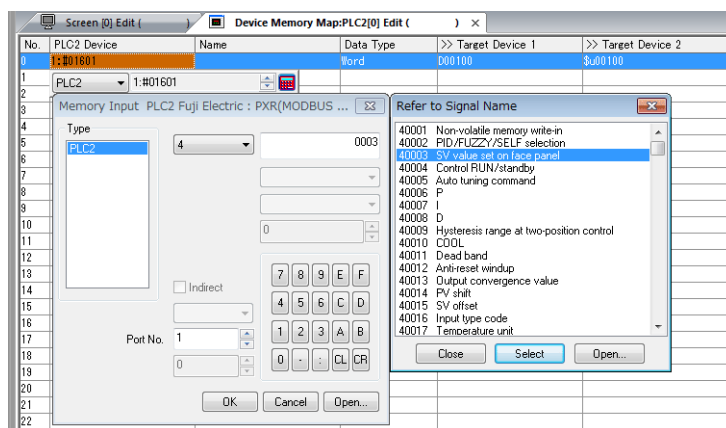 Screen [0] Edit ( )
Device Memory Map:PLC2[0] Edit ( ) ×
No. PLC2 Device Name Data Type >> Target Device 1 >> Target Device 2
0 1:#01601 Word D00100 $u00100
1 PLC2 1:#01601
2
3
4
5
6
7
8
9
10
11
12
13
14
15
16
17
18
19
20
21
22
Memory Input PLC2 Fuji Electric : PXR(MODBUS ...
Type
PLC2
4
0003
0
Indirect
Port No. 1
0
7 8 9 E F
4 5 6 C D
1 2 3 A B
0 - : CL CR
OK Cancel Open...
Refer to Signal Name
40001 Non-volatile memory write-in
40002 PID/FUZZY/SELF selection
40003 SV value set on face panel
40004 Control RUN/standby
40005 Auto tuning command
40006 P
40007 I
40008 D
40009 Hysteresis range at two-position control
40010 COOL
40011 Dead band
40012 Anti-reset windup
40013 Output convergence value
40014 PV shift
40015 SV offset
40016 Input type code
40017 Temperature unit
Close Select Open...